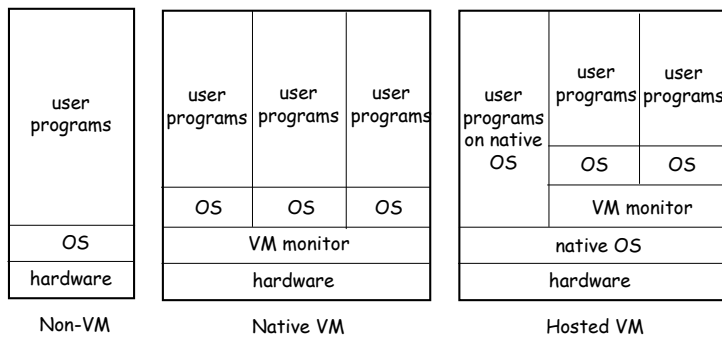 user
programs
OS
hardware
Non-VM
user
programs
user
programs
user
programs
OS
OS
OS
VM monitor
hardware
Native VM
user
programs
on native
OS
user
programs
user
programs
OS
OS
VM monitor
native OS
hardware
Hosted VM